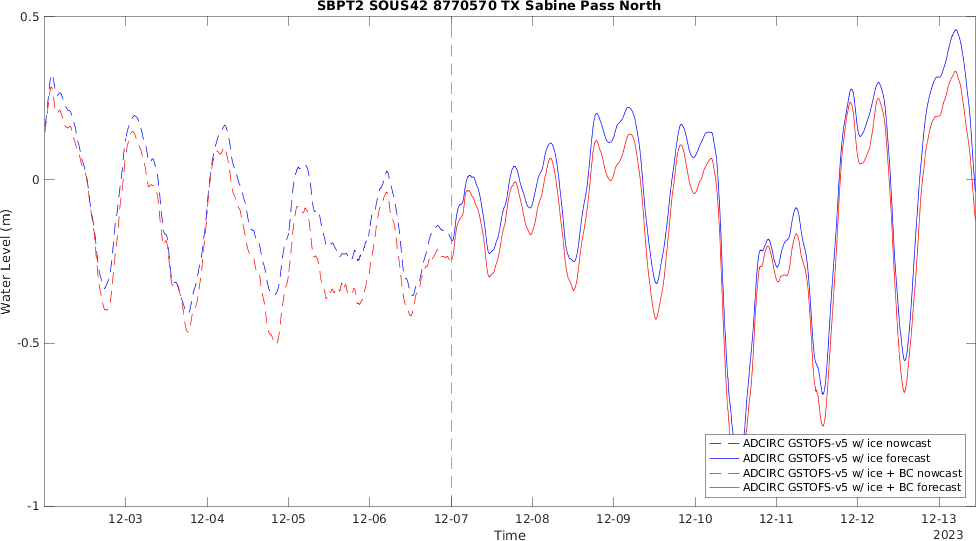 SBPT2 SOUS42 8770570 TX Sabine Pass North
0.5
0
-0.5
-1
Water Level (m)
ADCIRC GSTOFS-v5 w/ ice nowcast
ADCIRC GSTOFS-v5 w/ ice forecast
ADCIRC GSTOFS-v5 w/ ice + BC nowcast
ADCIRC GSTOFS-v5 w/ ice + BC forecast
12-03 12-04 12-05 12-06 12-07 12-08 12-09 12-10 12-11 12-12 12-13
Time
2023